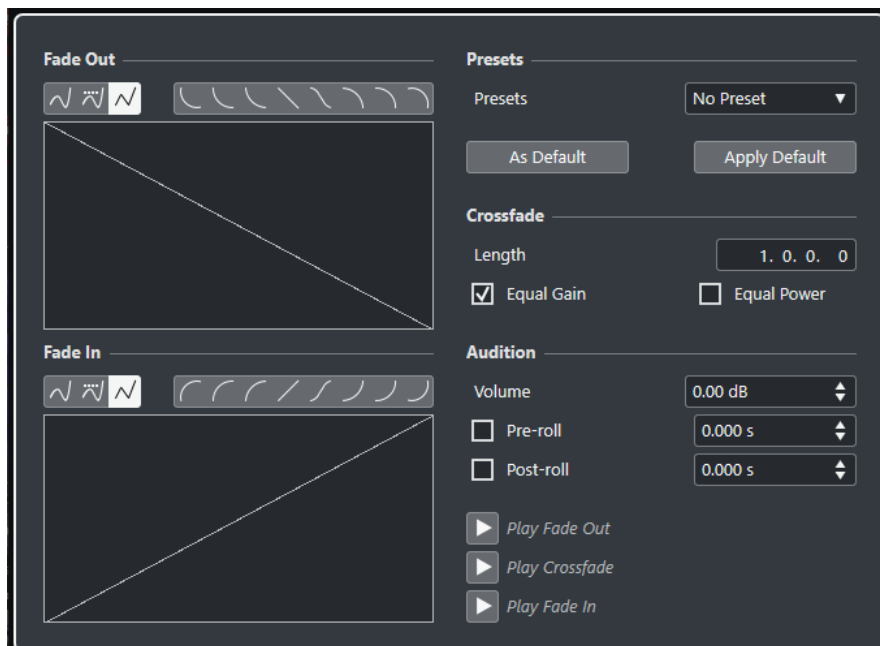 Fade Out
Fade In
Presets
Presets No Preset
As Default Apply Default
Crossfade
Length 1. 0. 0. 0
Equal Gain Equal Power
Audition
Volume 0.00 dB
Pre-roll 0.000 s
Post-roll 0.000 s
Play Fade Out
Play Crossfade
Play Fade In